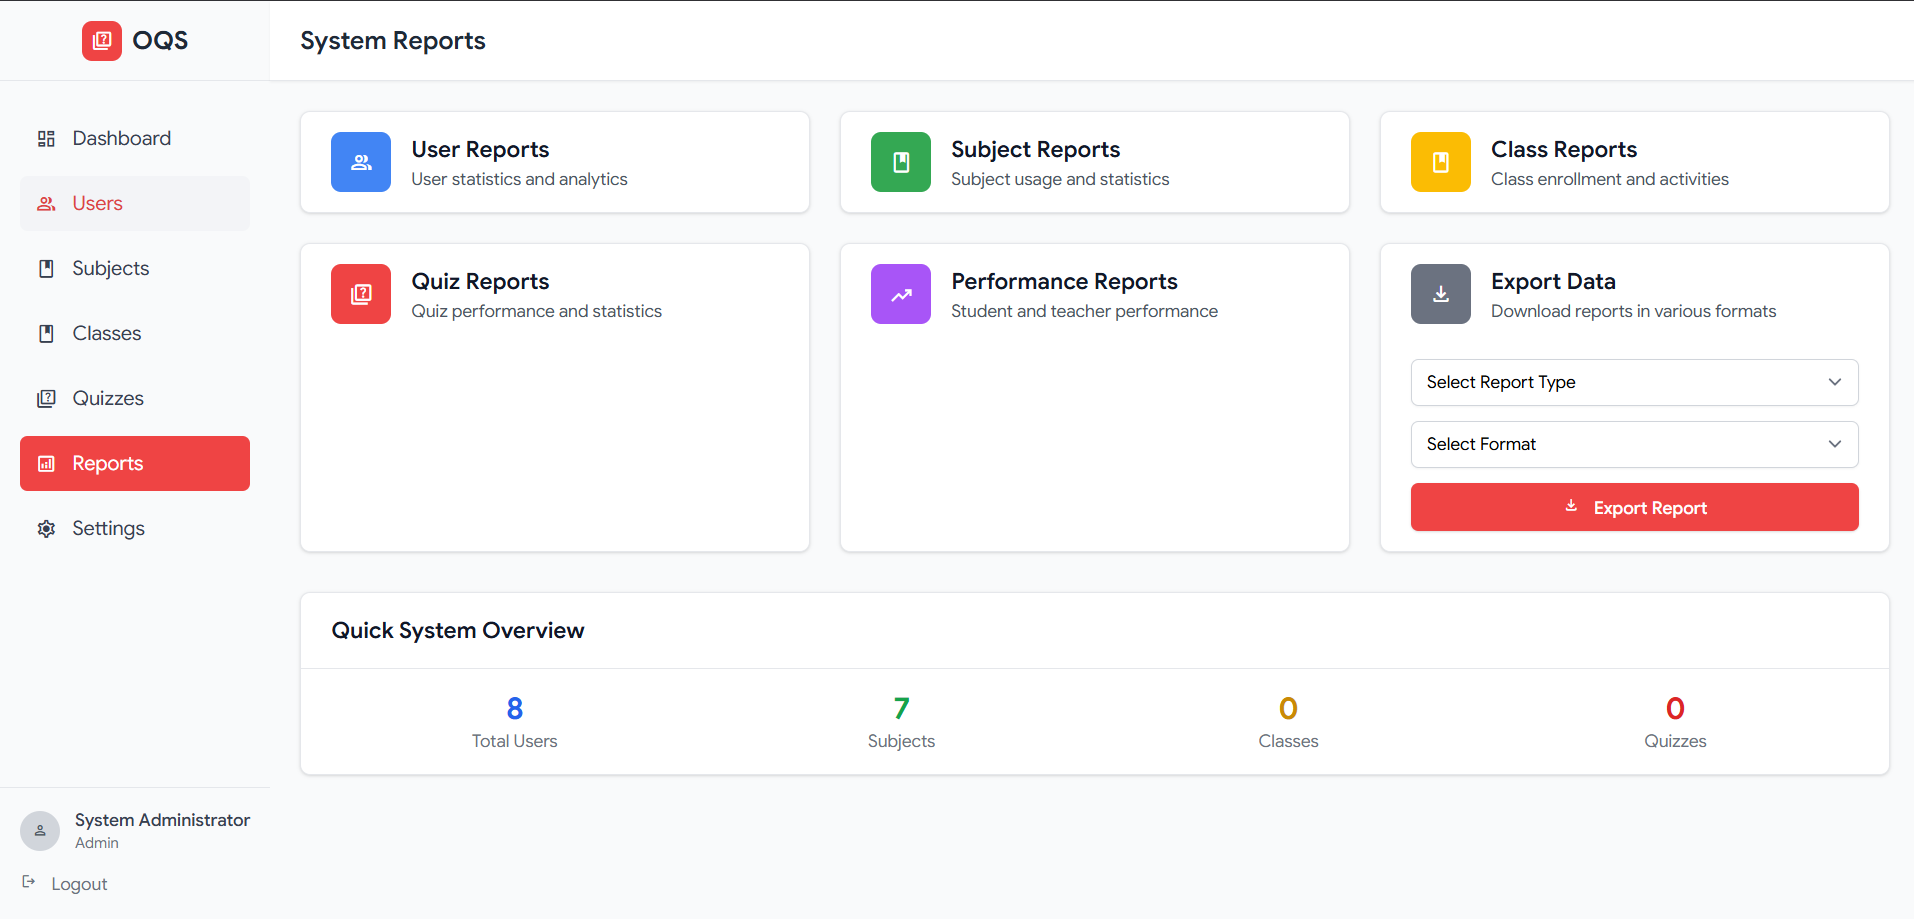 OQS
System Reports
Dashboard
Users
Subjects
Classes
Quizzes
Reports
Settings
System Administrator
Admin
Logout
User Reports
User statistics and analytics
Subject Reports
Subject usage and statistics
Class Reports
Class enrollment and activities
Quiz Reports
Quiz performance and statistics
Performance Reports
Student and teacher performance
Export Data
Download reports in various formats
Select Report Type
Select Format
Export Report
Quick System Overview
8
Total Users
7
Subjects
0
Classes
0
Quizzes